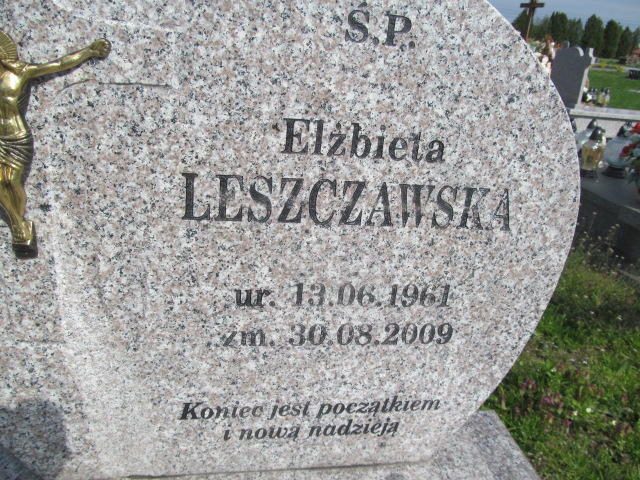 Ś.P.
Elżbieta
LESZCZAWSKA
ur. 13.06.1961
zm. 30.08.2009
Koniec jest początkiem
i nową nadzieją